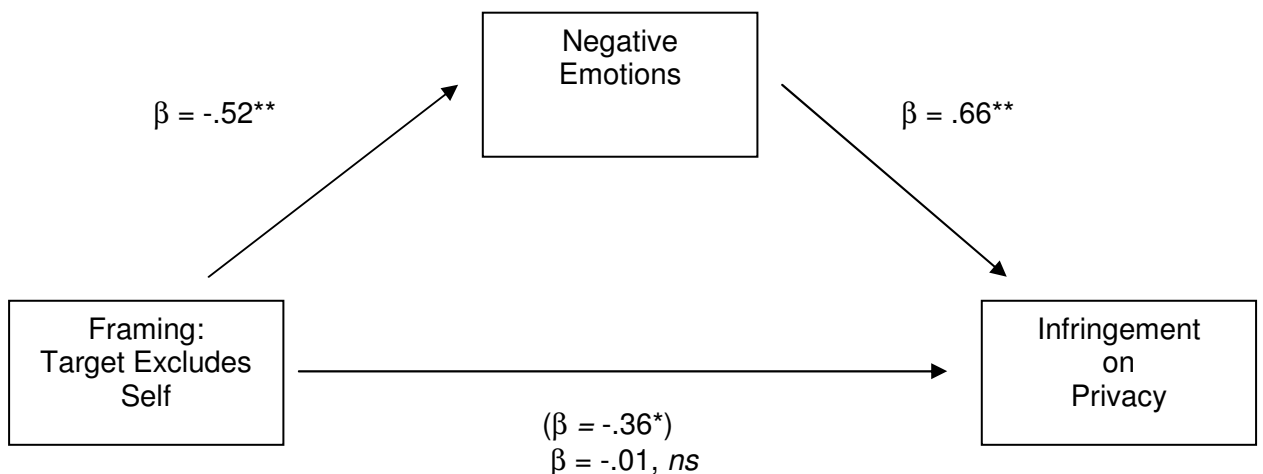 Negative
Emotions
β = -.52**
β = .66**
Framing:
Target Excludes
Self
Infringement
on
Privacy
(β = -.36*)
β = -.01, ns